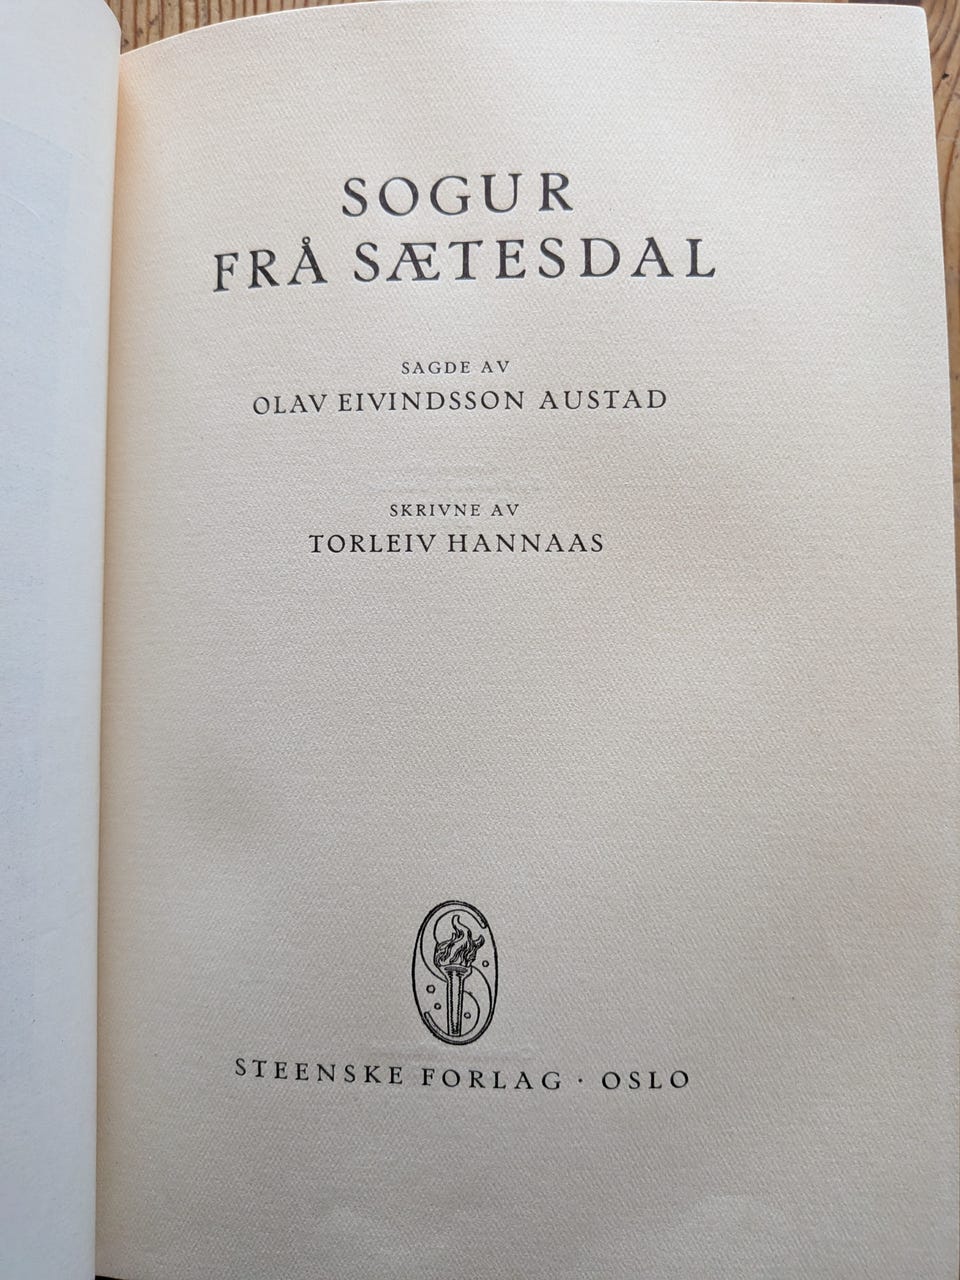 SOGUR
FRÅ SÆTESDAL
SAGDE AV
OLAV EIVINDSSON AUSTAD
SKRIVNE AV
TORLEIV HANNAAS
STEENSKE FORLAG · OSLO